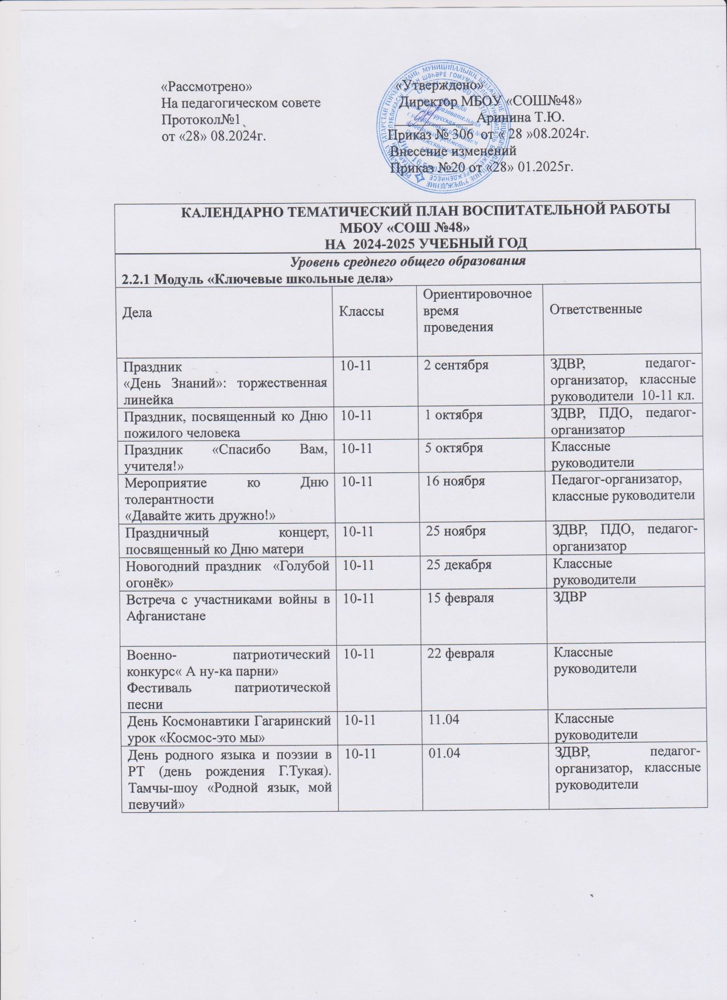 «Рассмотрено»
На педагогическом совете
Протокол№1
от «28» 08.2024г.
«Утверждено»
Директор МБОУ «СОШ№48»
___________ Аринина Т.Ю.
Приказ № 306 от « 28 »08.2024г.
Внесение изменений
Приказ №20 от «28» 01.2025г.
КАЛЕНДАРНО ТЕМАТИЧЕСКИЙ ПЛАН ВОСПИТАТЕЛЬНОЙ РАБОТЫ
МБОУ «СОШ №48»
НА 2024-2025 УЧЕБНЫЙ ГОД
Уровень среднего общего образования
2.2.1 Модуль «Ключевые школьные дела»
Дела
Классы
Ориентировочное
время
проведения
Ответственные
Праздник
«День Знаний»: торжественная
линейка
10-11
2 сентября
ЗДВР, педагог-
организатор, классные
руководители 10-11 кл.
Праздник, посвященный ко Дню
пожилого человека
10-11
1 октября
ЗДВР, ПДО, педагог-
организатор
Праздник «Спасибо Вам,
учителя!»
10-11
5 октября
Классные
руководители
Мероприятие ко Дню
толерантности
«Давайте жить дружно!»
10-11
16 ноября
Педагог-организатор,
классные руководители
Праздничный концерт,
посвященный ко Дню матери
10-11
25 ноября
ЗДВР, ПДО, педагог-
организатор
Новогодний праздник «Голубой
огонёк»
10-11
25 декабря
Классные
руководители
Встреча с участниками войны в
Афганистане
10-11
15 февраля
ЗДВР
Военно- патриотический
конкурс« А ну-ка парни»
Фестиваль патриотической
песни
10-11
22 февраля
Классные
руководители
День Космонавтики Гагаринский
урок «Космос-это мы»
10-11
11.04
Классные
руководители
День родного языка и поэзии в
РТ (день рождения Г.Тукая).
Тамчы-шоу «Родной язык, мой
певучий»
10-11
01.04
ЗДВР, педагог-
организатор, классные
руководители